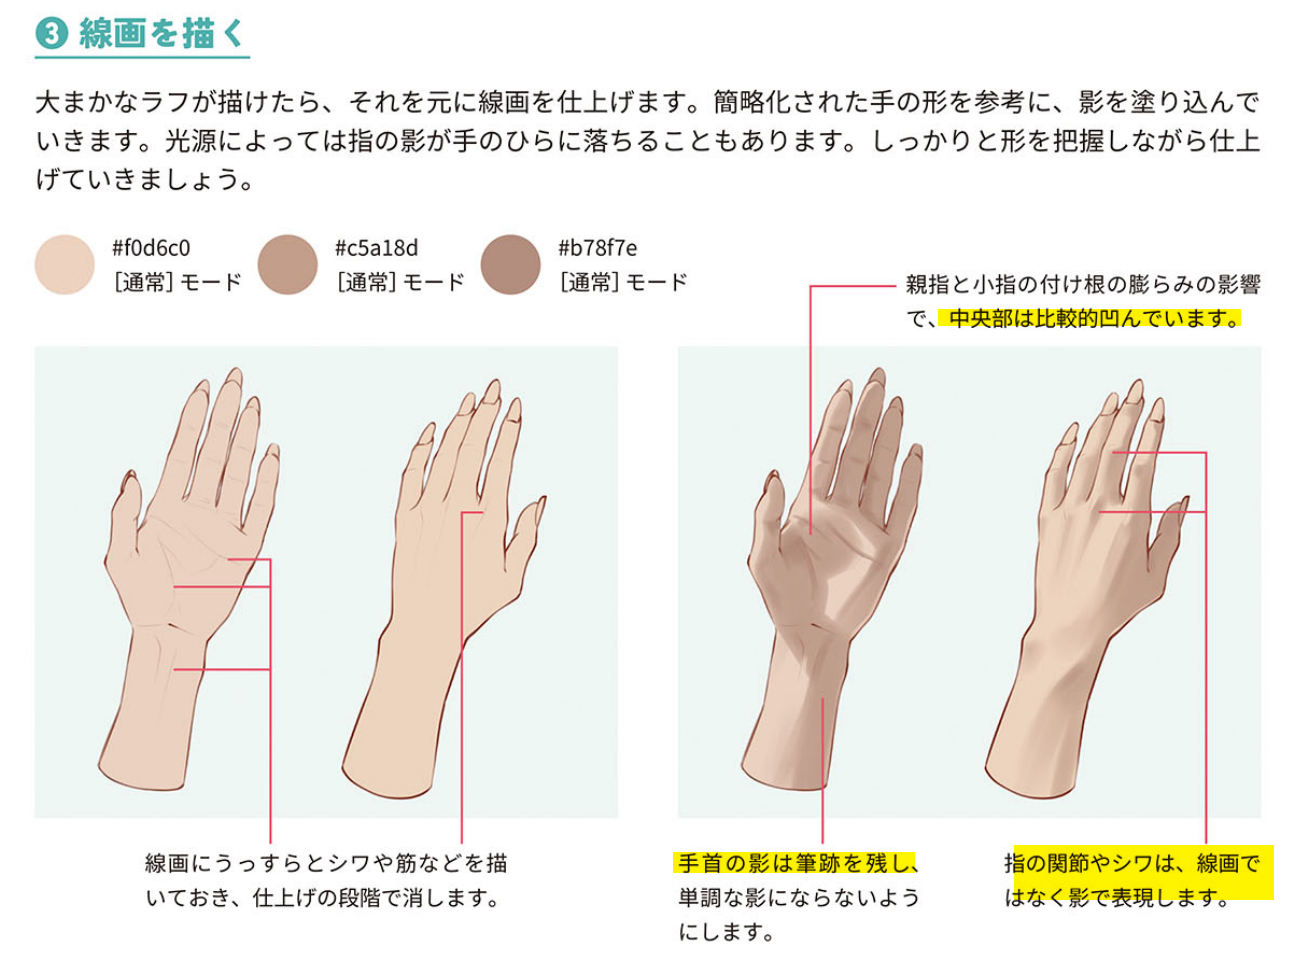 ❸ 線画を描く
大まかなラフが描けたら、それを元に線画を仕上げます。簡略化された手の形を参考に、影を塗り込んで
いきます。光源によっては指の影が手のひらに落ちることもあります。しっかりと形を把握しながら仕上
げていきましょう。
#f0d6c0
［通常］モード
#c5a18d
［通常］モード
#b78f7e
［通常］モード
親指と小指の付け根の膨らみの影響
で、中央部は比較的凹んでいます。
線画にうっすらとシワや筋などを描
いておき、仕上げの段階で消します。
手首の影は筆跡を残し、
単調な影にならないよう
にします。
指の関節やシワは、線画で
はなく影で表現します。